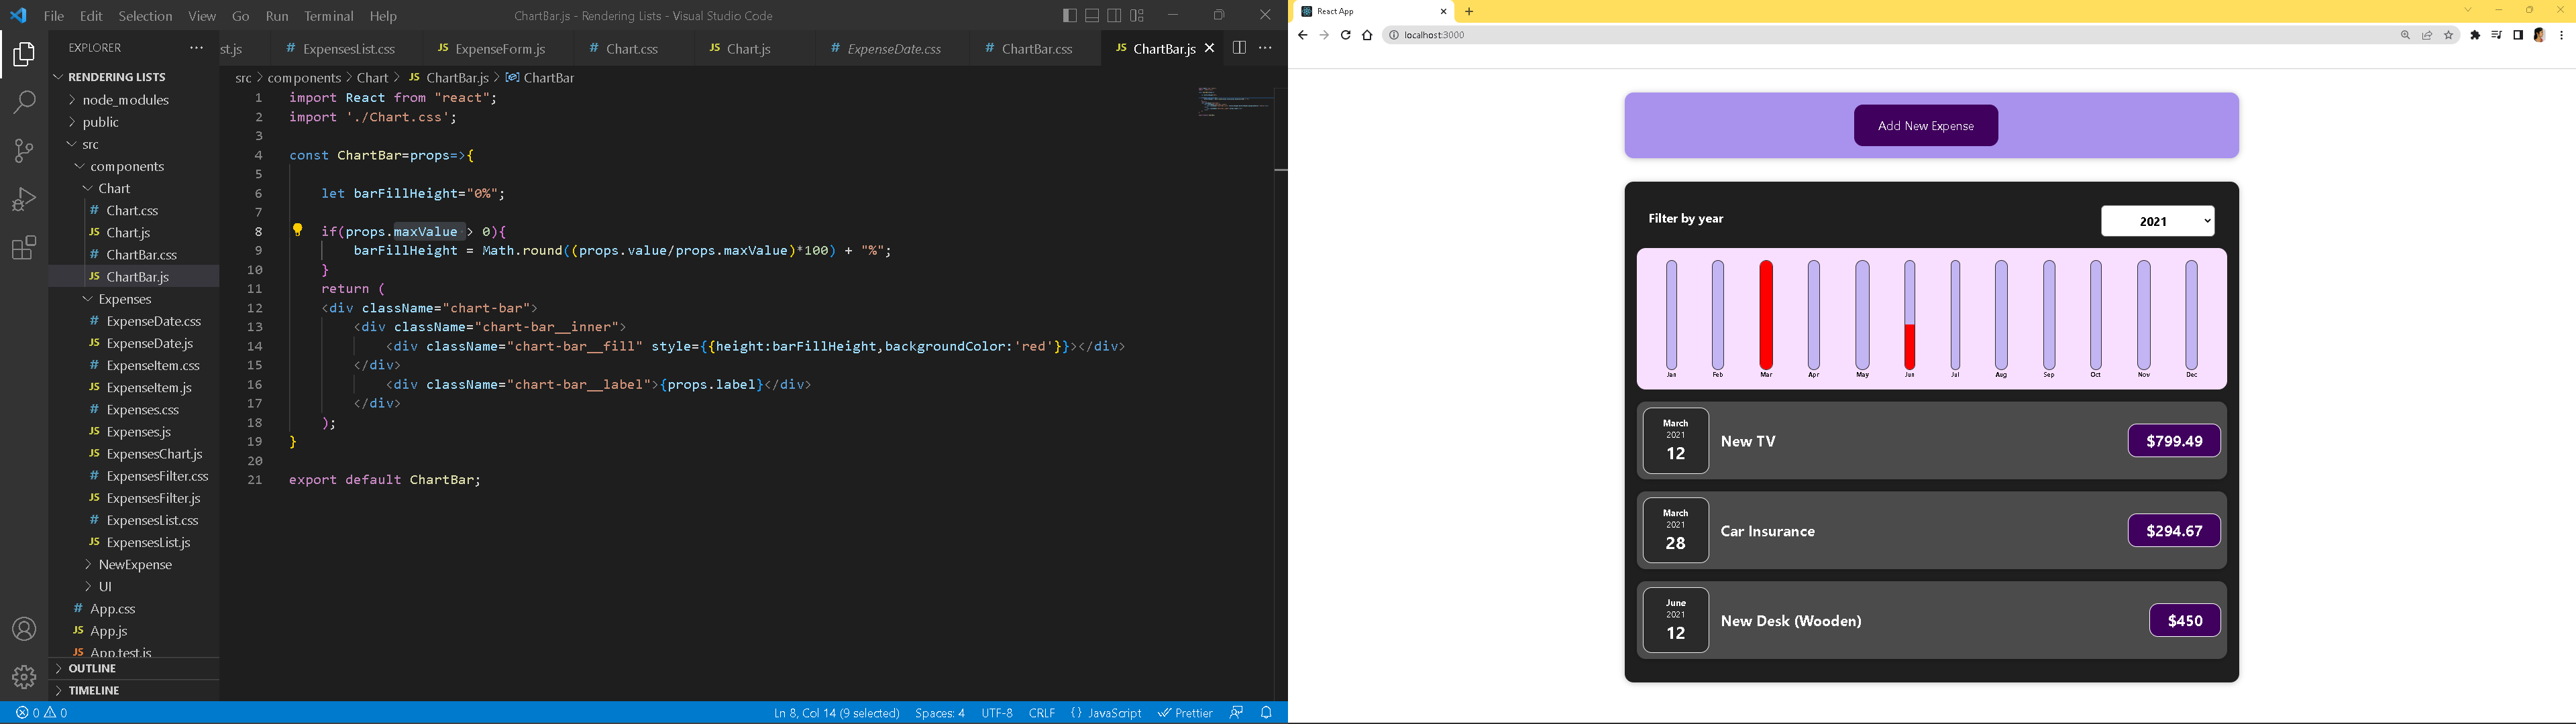 File Edit Selection View Go Run Terminal Help
ChartBar.js - Rendering Lists - Visual Studio Code
EXPLORER
RENDERING LISTS
node_modules
public
src
components
Chart
# Chart.css
JS Chart.js
# ChartBar.css
JS ChartBar.js
Expenses
# ExpenseDate.css
JS ExpenseDate.js
# ExpenseItem.css
JS ExpenseItem.js
# Expenses.css
JS Expenses.js
JS ExpensesChart.js
# ExpensesFilter.css
JS ExpensesFilter.js
# ExpensesList.css
JS ExpensesList.js
NewExpense
UI
# App.css
JS App.js
JS App.test.js
OUTLINE
TIMELINE
st.js # ExpensesList.css JS ExpenseForm.js # Chart.css JS Chart.js # ExpenseDate.css # ChartBar.css JS ChartBar.js
src > components > Chart > JS ChartBar.js > ChartBar
1 import React from "react";
2 import './Chart.css';
3
4 const ChartBar=props=>{
5
6 let barFillHeight="0%";
7
8 if(props.maxValue > 0){
9 barFillHeight = Math.round((props.value/props.maxValue)*100) + "%";
10 }
11 return (
12 <div className="chart-bar">
13 <div className="chart-bar__inner">
14 <div className="chart-bar__fill" style={{height:barFillHeight,backgroundColor:'red'}}></div>
15 </div>
16 <div className="chart-bar__label">{props.label}</div>
17 </div>
18 );
19 }
20
21 export default ChartBar;
0 0
Ln 8, Col 14 (9 selected) Spaces: 4 UTF-8 CRLF {} JavaScript Prettier
React App
localhost:3000
Add New Expense
Filter by year
2021
Jan Feb Mar Apr May Jun Jul Aug Sep Oct Nov Dec
March
2021
12
New TV
$799.49
March
2021
28
Car Insurance
$294.67
June
2021
12
New Desk (Wooden)
$450